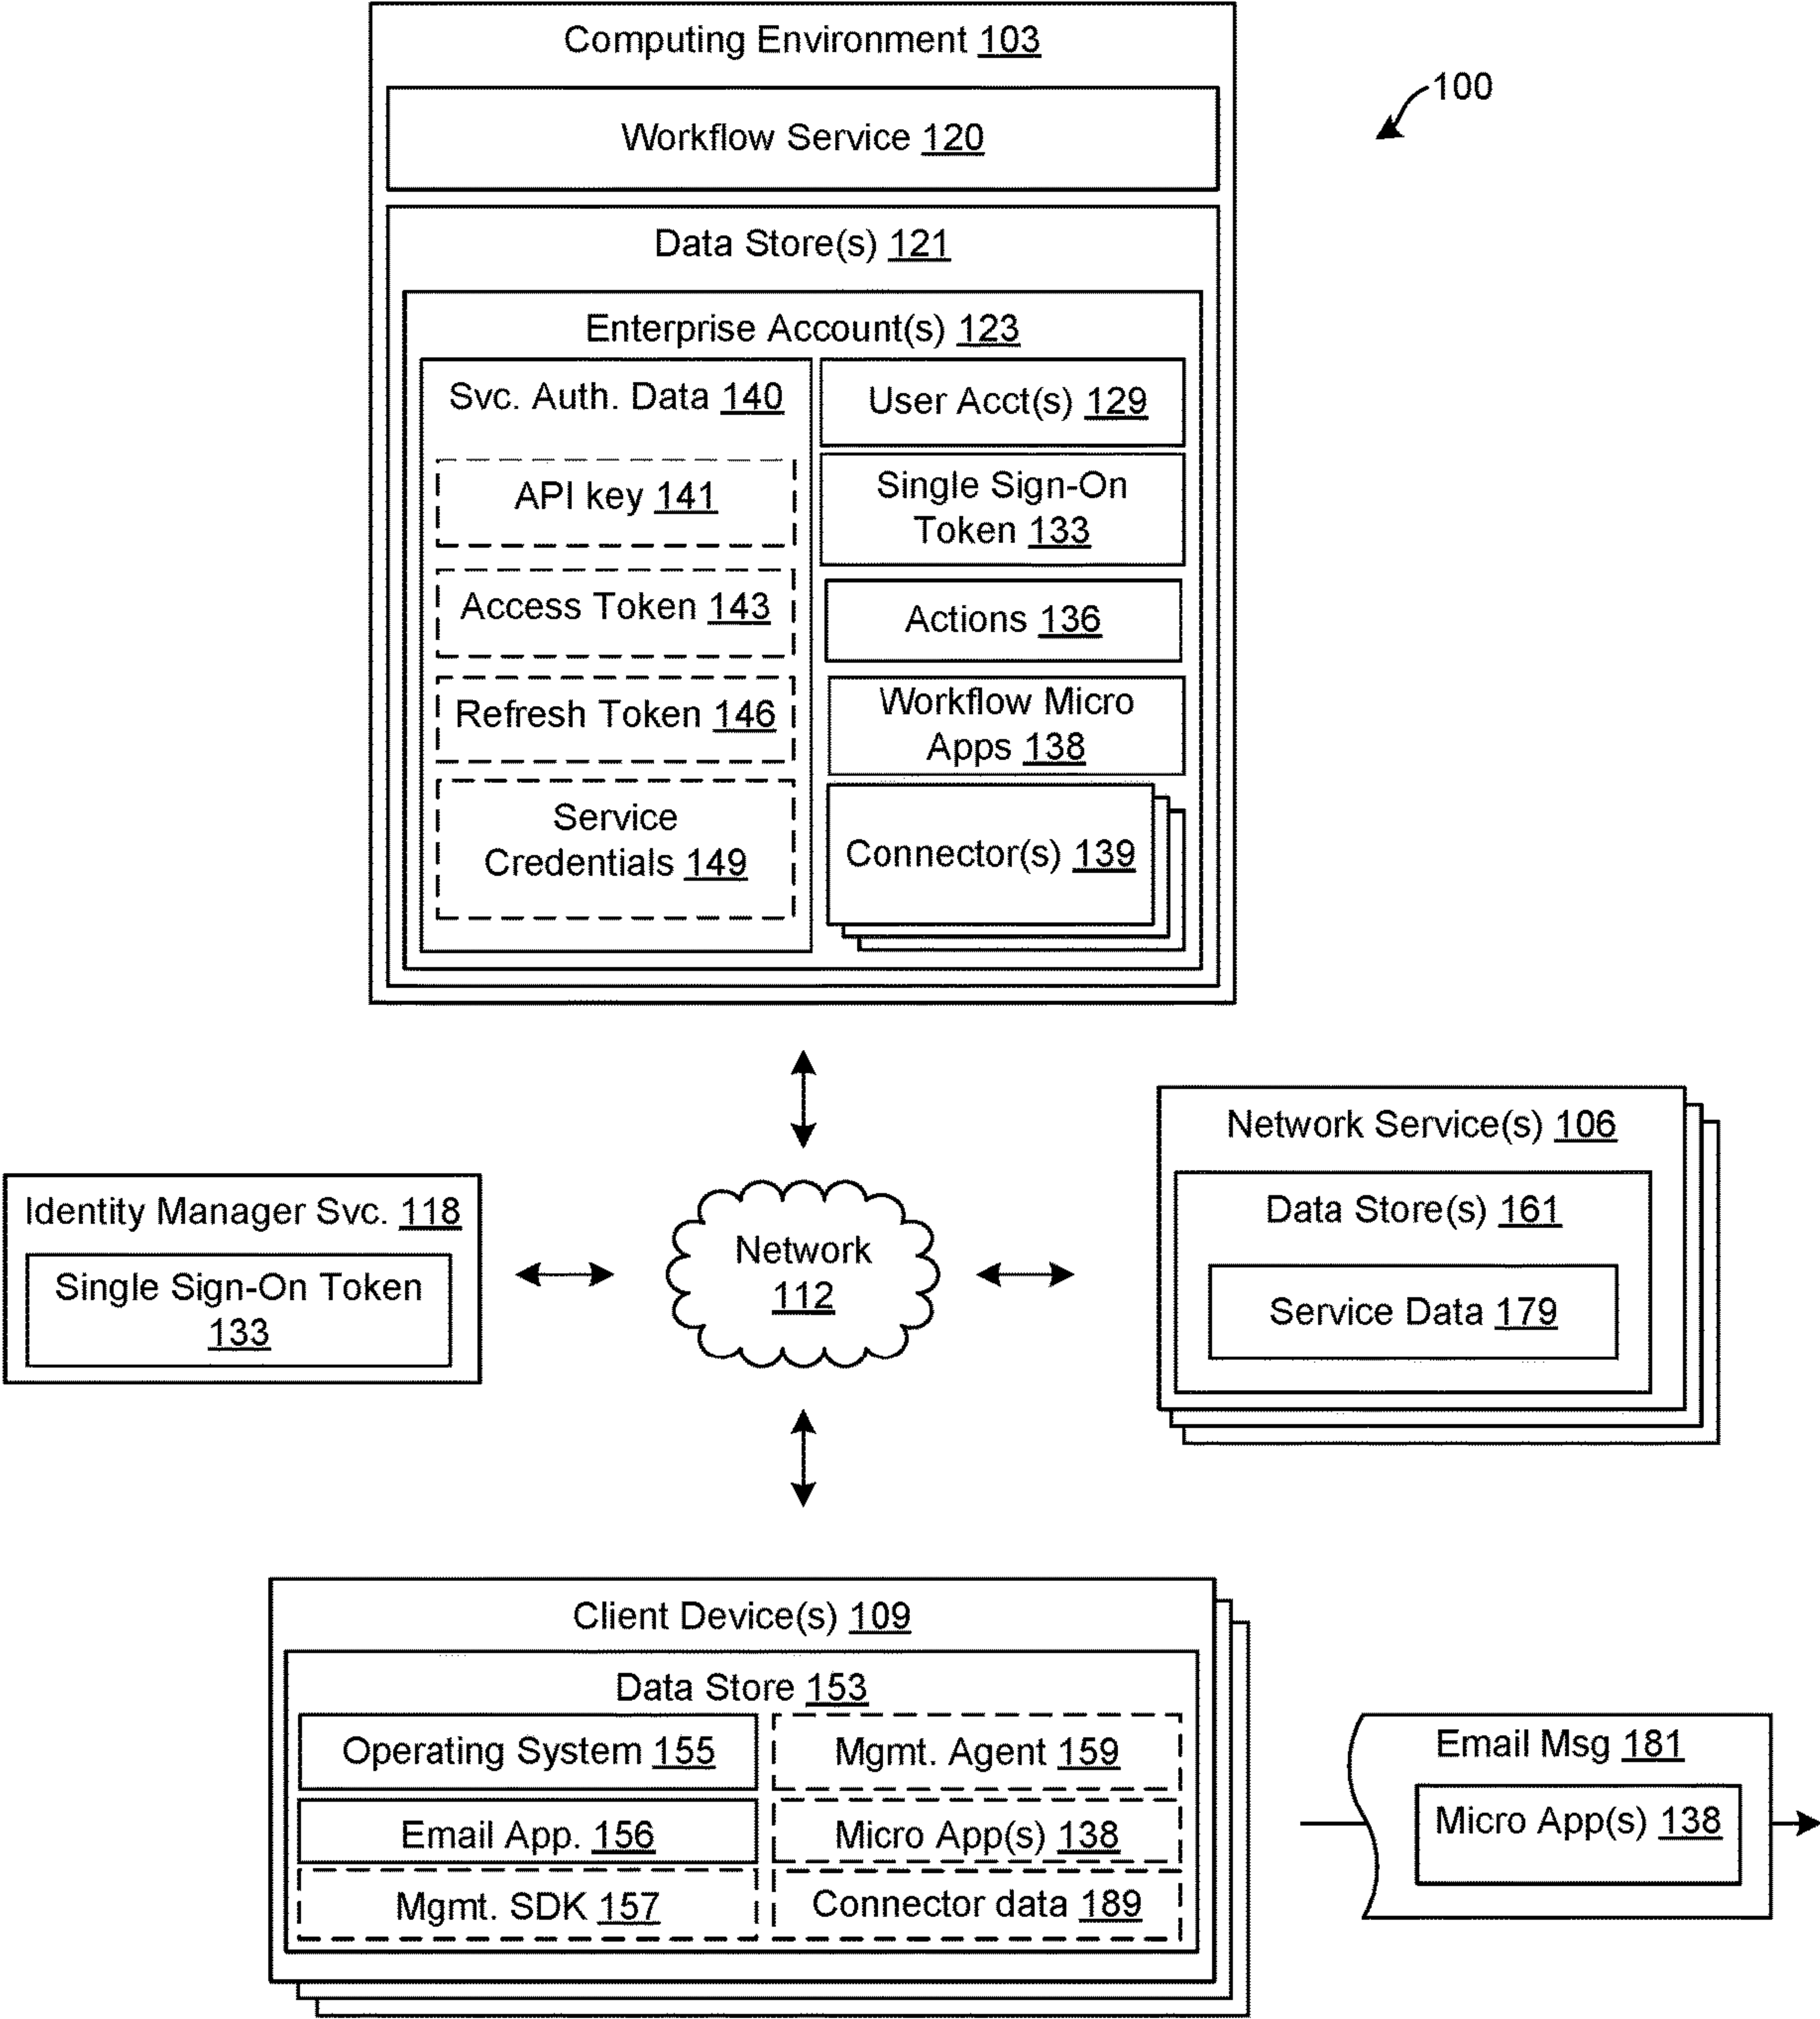 Computing Environment 103
100
Workflow Service 120
Data Store(s) 121
Enterprise Account(s) 123
Svc. Auth. Data 140
API key 141
Access Token 143
Refresh Token 146
Service
Credentials 149
User Acct(s) 129
Single Sign-On
Token 133
Actions 136
Workflow Micro
Apps 138
Connector(s) 139
Identity Manager Svc. 118
Single Sign-On Token
133
Network
112
Network Service(s) 106
Data Store(s) 161
Service Data 179
Client Device(s) 109
Data Store 153
Operating System 155
Mgmt. Agent 159
Email App. 156
Micro App(s) 138
Mgmt. SDK 157
Connector data 189
Email Msg 181
Micro App(s) 138